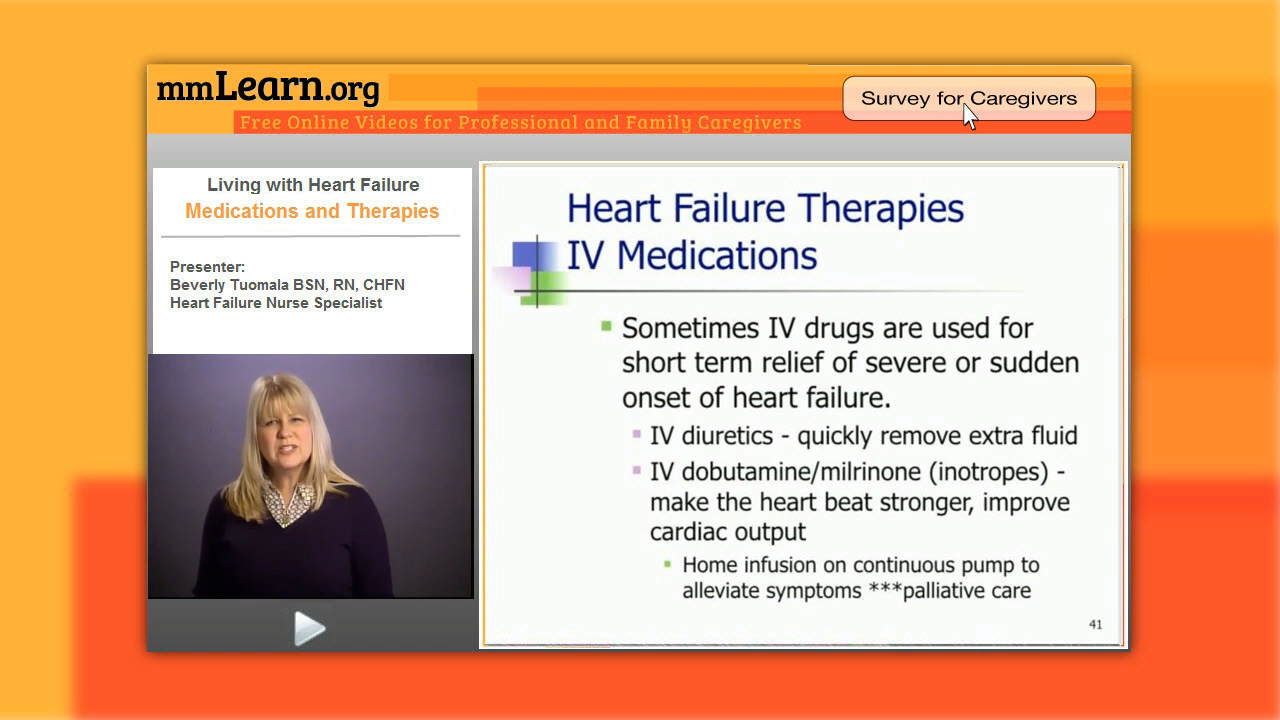 mmLearn.org
Free Online Videos for Professional and Family Caregivers
Survey for Caregivers
Living with Heart Failure
Medications and Therapies
Presenter:
Beverly Tuomala BSN, RN, CHFN
Heart Failure Nurse Specialist
Heart Failure Therapies
IV Medications
Sometimes IV drugs are used for
short term relief of severe or sudden
onset of heart failure.
IV diuretics - quickly remove extra fluid
IV dobutamine/milrinone (inotropes) -
make the heart beat stronger, improve
cardiac output
Home infusion on continuous pump to
alleviate symptoms ***palliative care
41